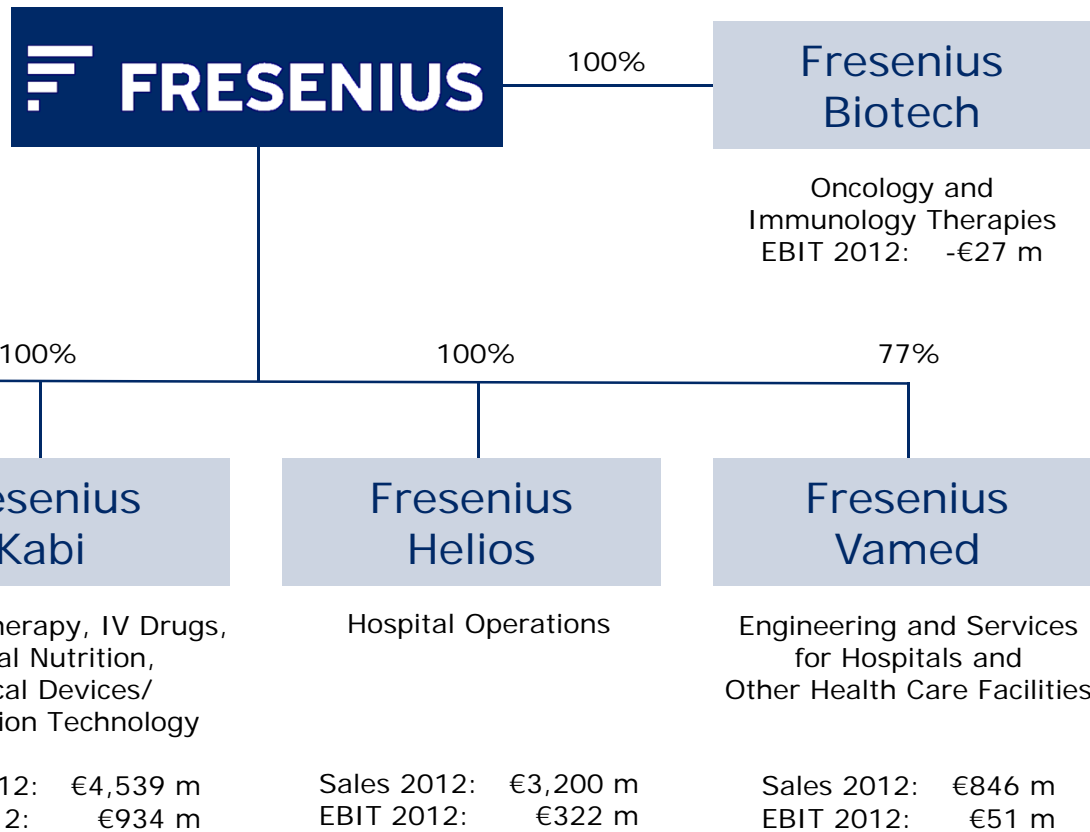 FRESENIUS
100%
Fresenius
Biotech
Oncology and
Immunology Therapies
EBIT 2012: -€27 m
100%
100%
77%
esenius
Kabi
herapy, IV Drugs,
al Nutrition,
cal Devices/
ion Technology
12: €4,539 m
2: €934 m
Fresenius
Helios
Hospital Operations
Sales 2012: €3,200 m
EBIT 2012: €322 m
Fresenius
Vamed
Engineering and Services
for Hospitals and
Other Health Care Facilities
Sales 2012: €846 m
EBIT 2012: €51 m